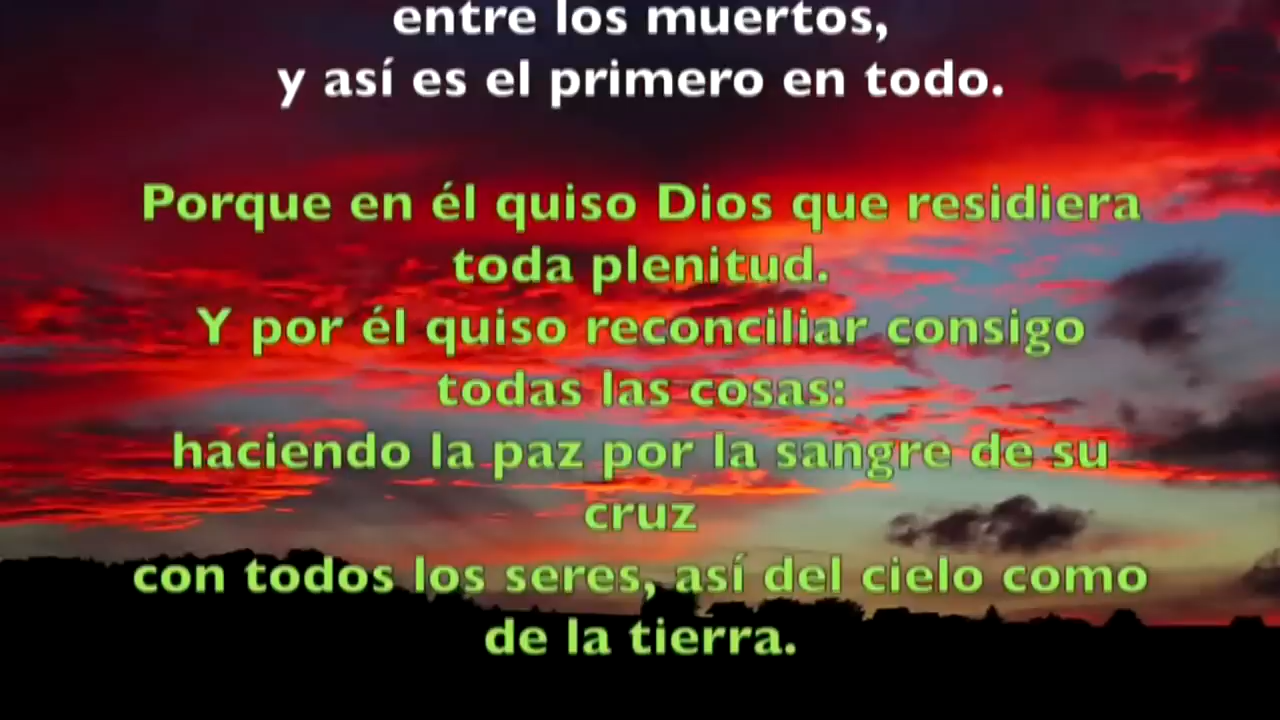 entre los muertos,
y así es el primero en todo.
Porque en él quiso Dios que residiera
toda plenitud.
Y por él quiso reconciliar consigo
todas las cosas:
haciendo la paz por la sangre de su
cruz
con todos los seres, así del cielo como
de la tierra.